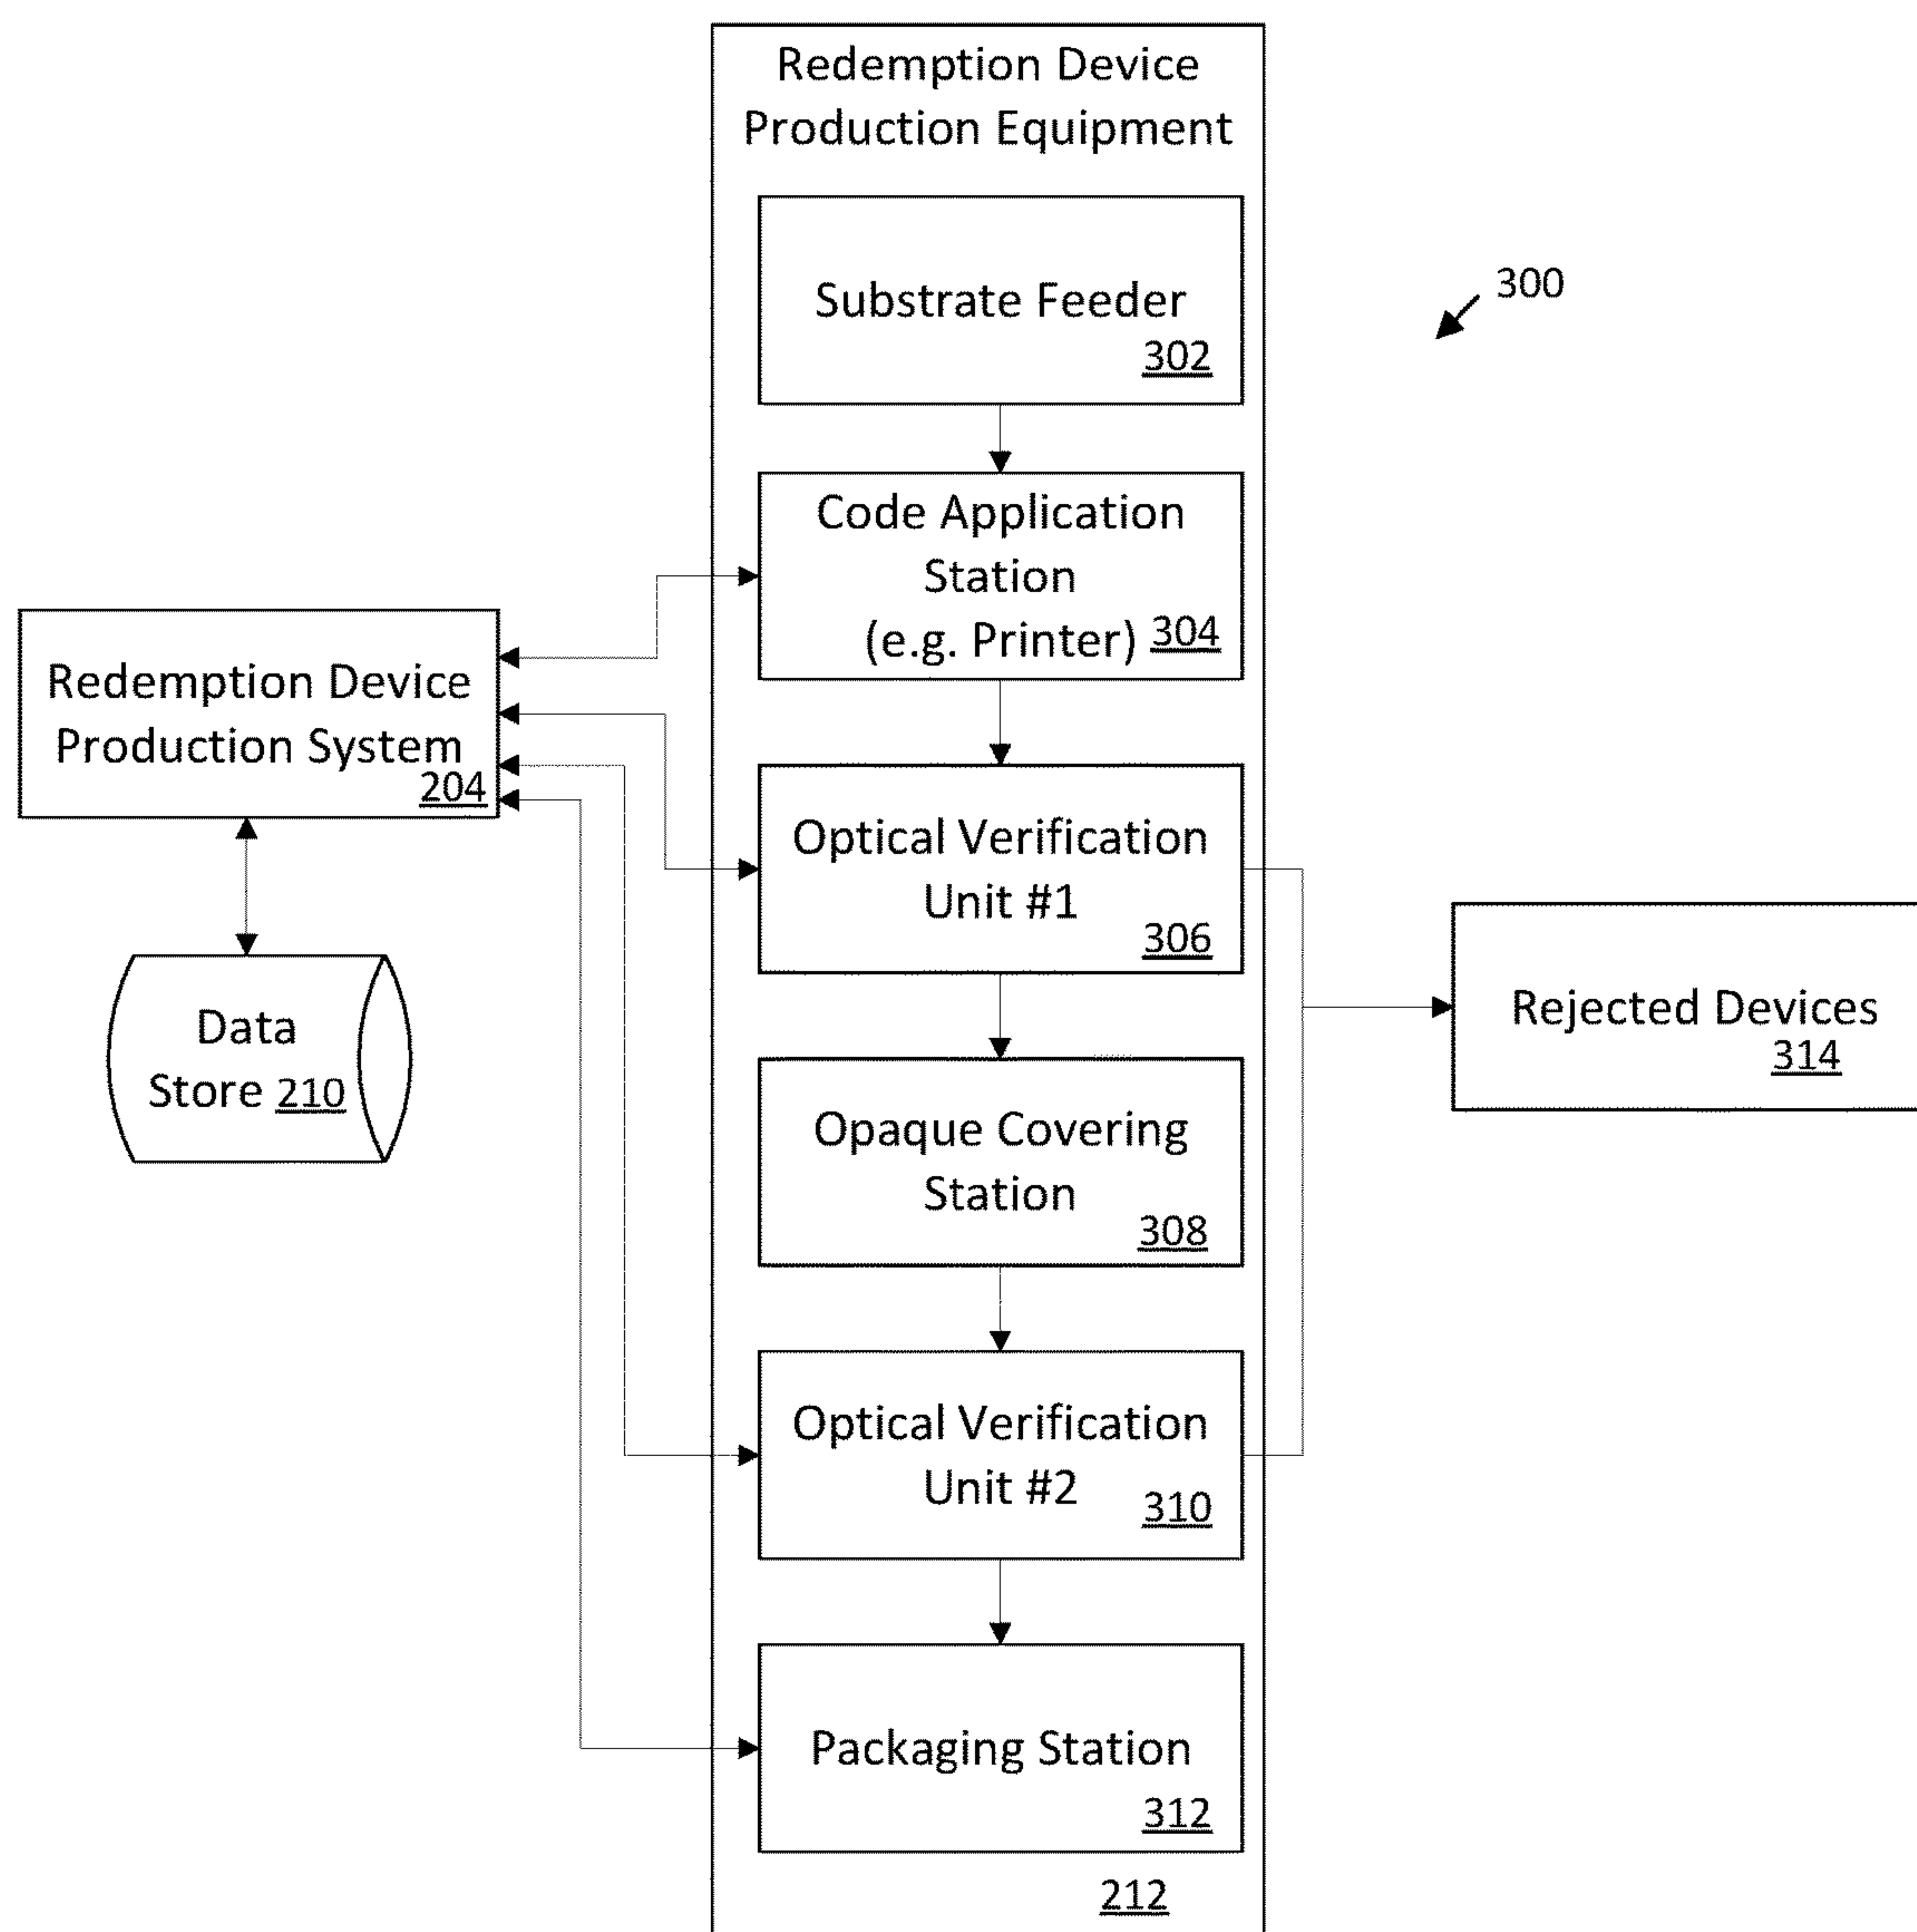 Redemption Device
Production Equipment
Substrate Feeder
302
300
Code Application
Station
(e.g. Printer) 304
Redemption Device
Production System
204
Optical Verification
Unit #1
306
Data
Store 210
Rejected Devices
314
Opaque Covering
Station
308
Optical Verification
Unit #2
310
Packaging Station
312
212